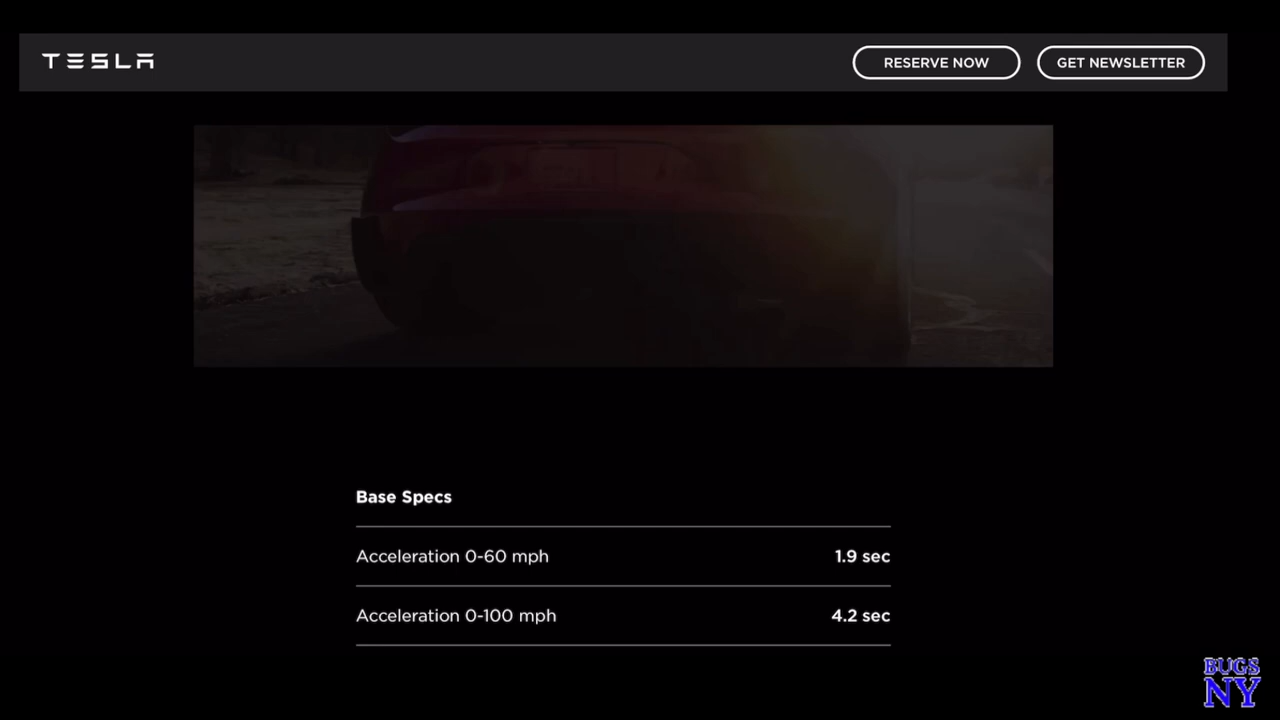 TESLA
RESERVE NOW
GET NEWSLETTER
Base Specs
Acceleration 0-60 mph 1.9 sec
Acceleration 0-100 mph 4.2 sec
BUGS
NY